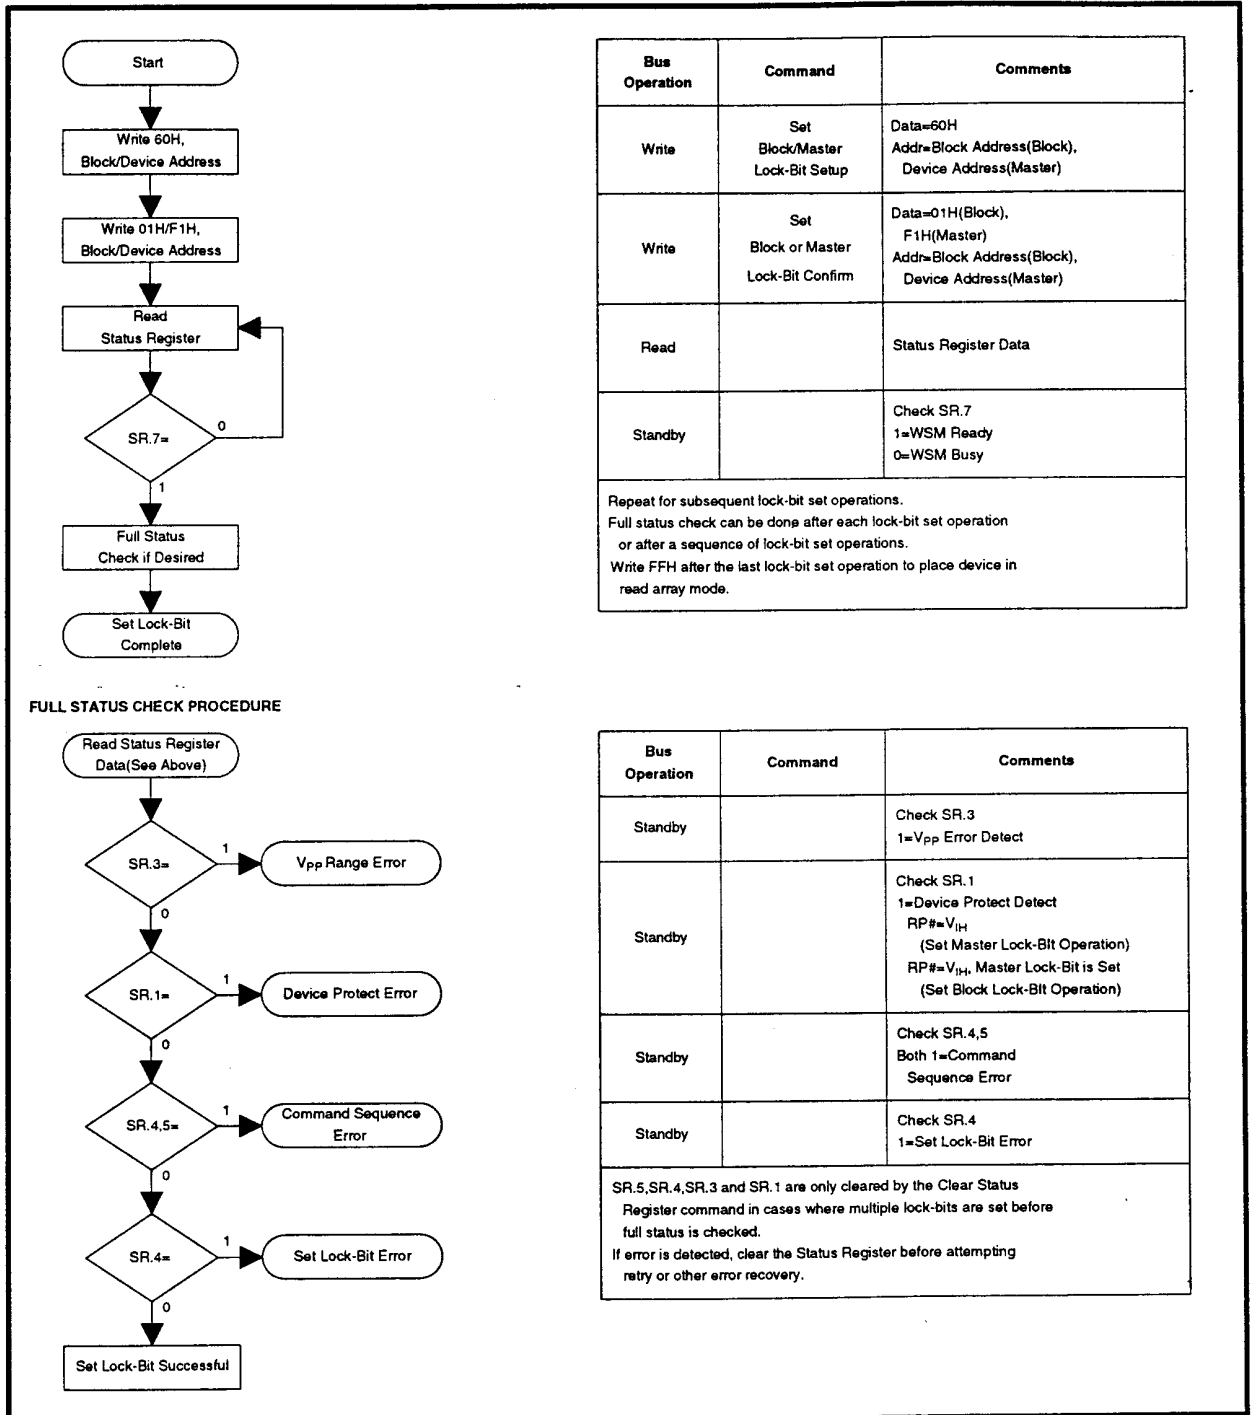 Start
Write 60H,
Block/Device Address
Write 01H/F1H,
Block/Device Address
Read
Status Register
SR.7=
0
1
Full Status
Check if Desired
Set Lock-Bit
Complete
Bus
Operation
Command
Comments
Write
Set
Block/Master
Lock-Bit Setup
Data=60H
Addr=Block Address(Block),
Device Address(Master)
Write
Set
Block or Master
Lock-Bit Confirm
Data=01H(Block),
F1H(Master)
Addr=Block Address(Block),
Device Address(Master)
Read
Status Register Data
Standby
Check SR.7
1=WSM Ready
0=WSM Busy
Repeat for subsequent lock-bit set operations.
Full status check can be done after each lock-bit set operation
or after a sequence of lock-bit set operations.
Write FFH after the last lock-bit set operation to place device in
read array mode.
FULL STATUS CHECK PROCEDURE
Read Status Register
Data(See Above)
SR.3=
1
VPP Range Error
0
SR.1=
1
Device Protect Error
0
SR.4,5=
1
Command Sequence
Error
0
SR.4=
1
Set Lock-Bit Error
0
Set Lock-Bit Successful
Bus
Operation
Command
Comments
Standby
Check SR.3
1=VPP Error Detect
Standby
Check SR.1
1=Device Protect Detect
RP#=VIH
(Set Master Lock-Bit Operation)
RP#=VIH, Master Lock-Bit is Set
(Set Block Lock-Bit Operation)
Standby
Check SR.4,5
Both 1=Command
Sequence Error
Standby
Check SR.4
1=Set Lock-Bit Error
SR.5,SR.4,SR.3 and SR.1 are only cleared by the Clear Status
Register command in cases where multiple lock-bits are set before
full status is checked.
If error is detected, clear the Status Register before attempting
retry or other error recovery.